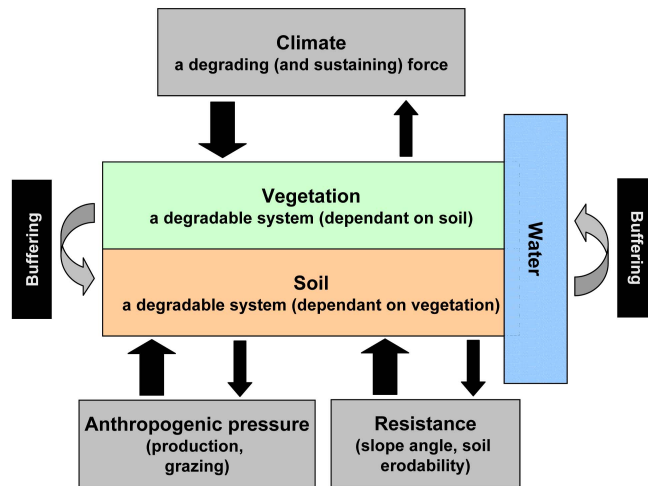 Climate
a degrading (and sustaining) force
Vegetation
a degradable system (dependant on soil)
Soil
a degradable system (dependant on vegetation)
Water
Buffering
Buffering
Anthropogenic pressure
(production,
grazing)
Resistance
(slope angle, soil
erodability)